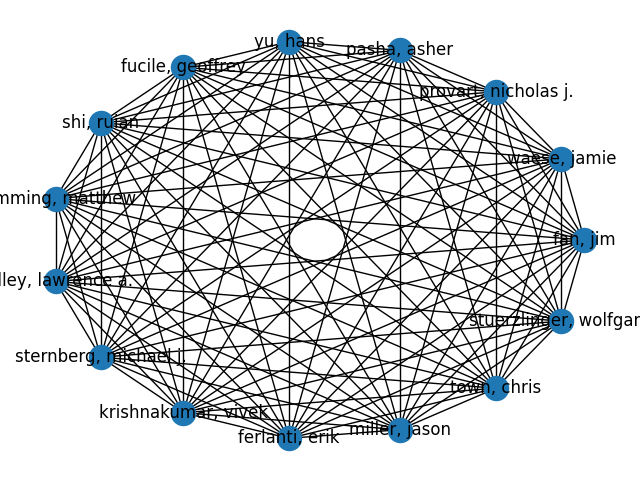 yu, hans
pasha, asher
fucile, geoffrey
provart, nicholas j.
shi, ruian
waese, jamie
mming, matthew
fan, jim
lley, lawrence a.
stuerzlinger, wolfgar
sternberg, michael j.
town, chris
krishnakumar, vivek
miller, jason
ferlanti, erik